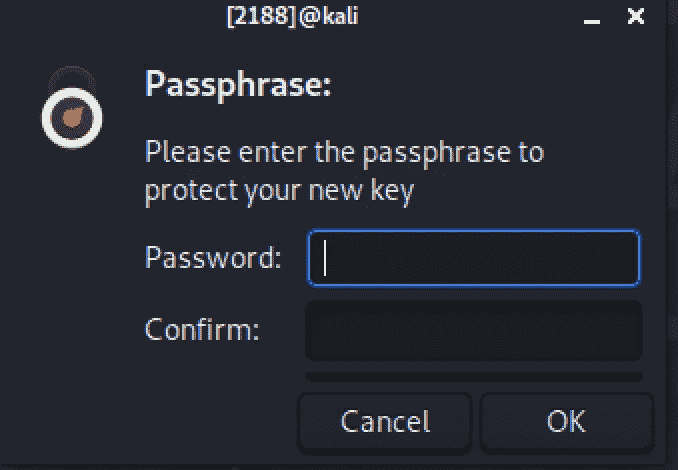 [2188]@kali
Passphrase:
Please enter the passphrase to
protect your new key
Password:
Confirm:
Cancel
OK